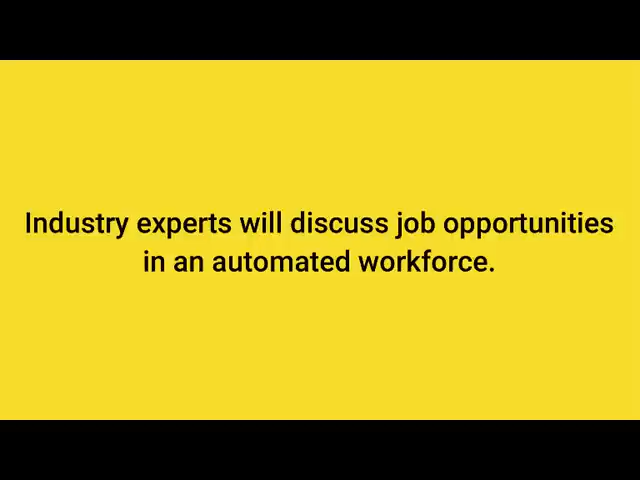 Industry experts will discuss job opportunities
in an automated workforce.